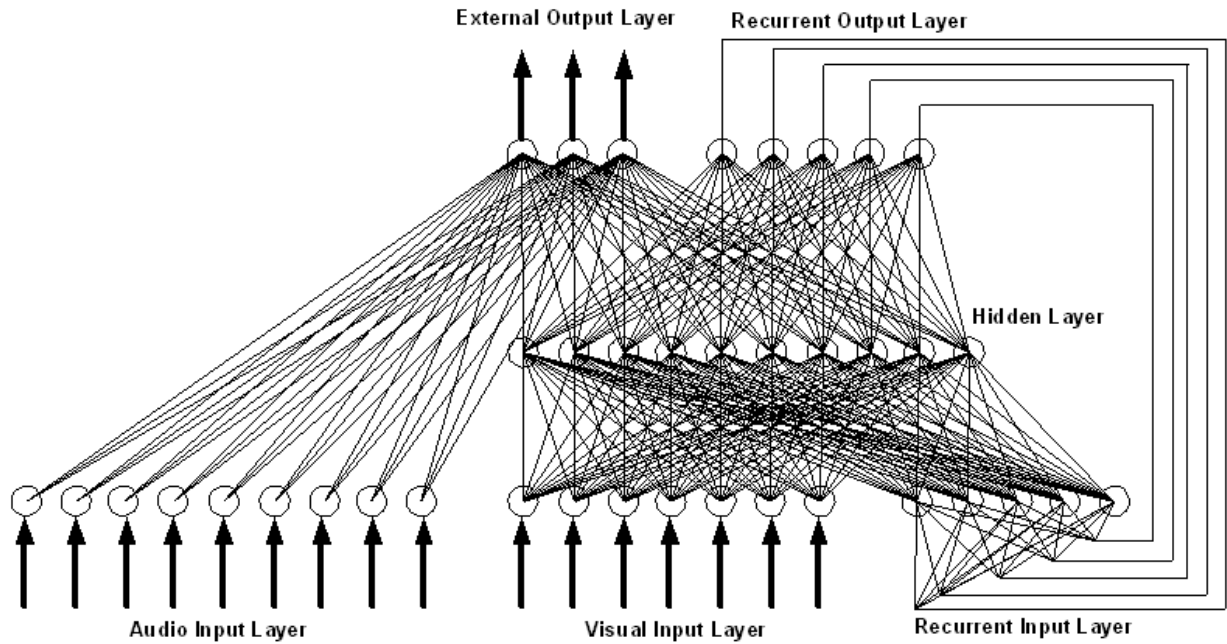 External Output Layer
Recurrent Output Layer
Hidden Layer
Audio Input Layer
Visual Input Layer
Recurrent Input Layer